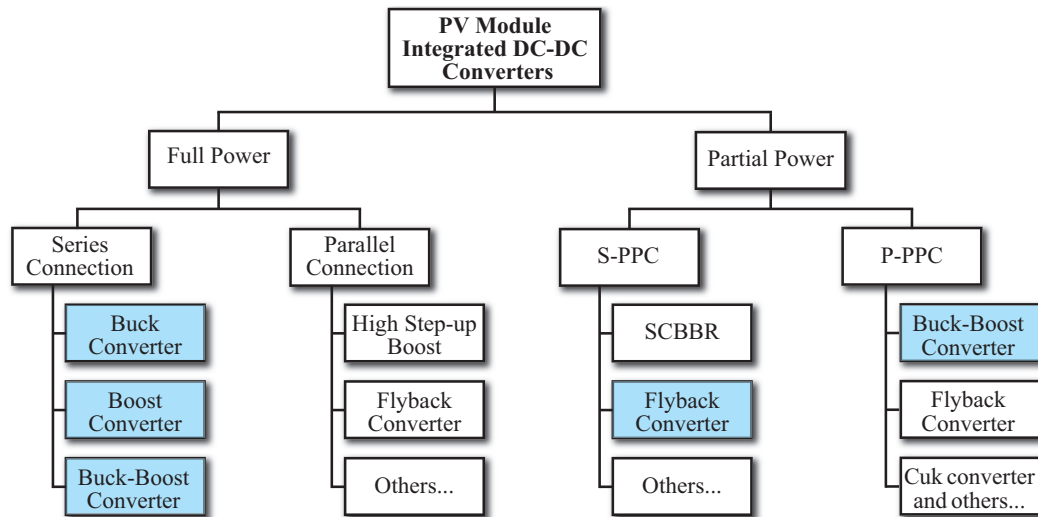 PV Module
Integrated DC-DC
Converters
Full Power
Partial Power
Series
Connection
Parallel
Connection
S-PPC
P-PPC
Buck
Converter
High Step-up
Boost
SCBBR
Buck-Boost
Converter
Boost
Converter
Flyback
Converter
Flyback
Converter
Flyback
Converter
Buck-Boost
Converter
Others...
Others...
Cuk converter
and others...